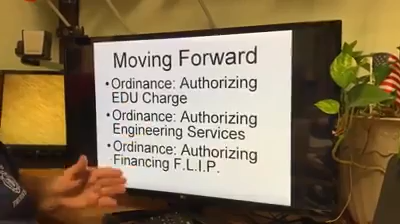 Moving Forward
•Ordinance: Authorizing
EDU Charge
•Ordinance: Authorizing
Engineering Services
•Ordinance: Authorizing
Financing F.L.I.P.